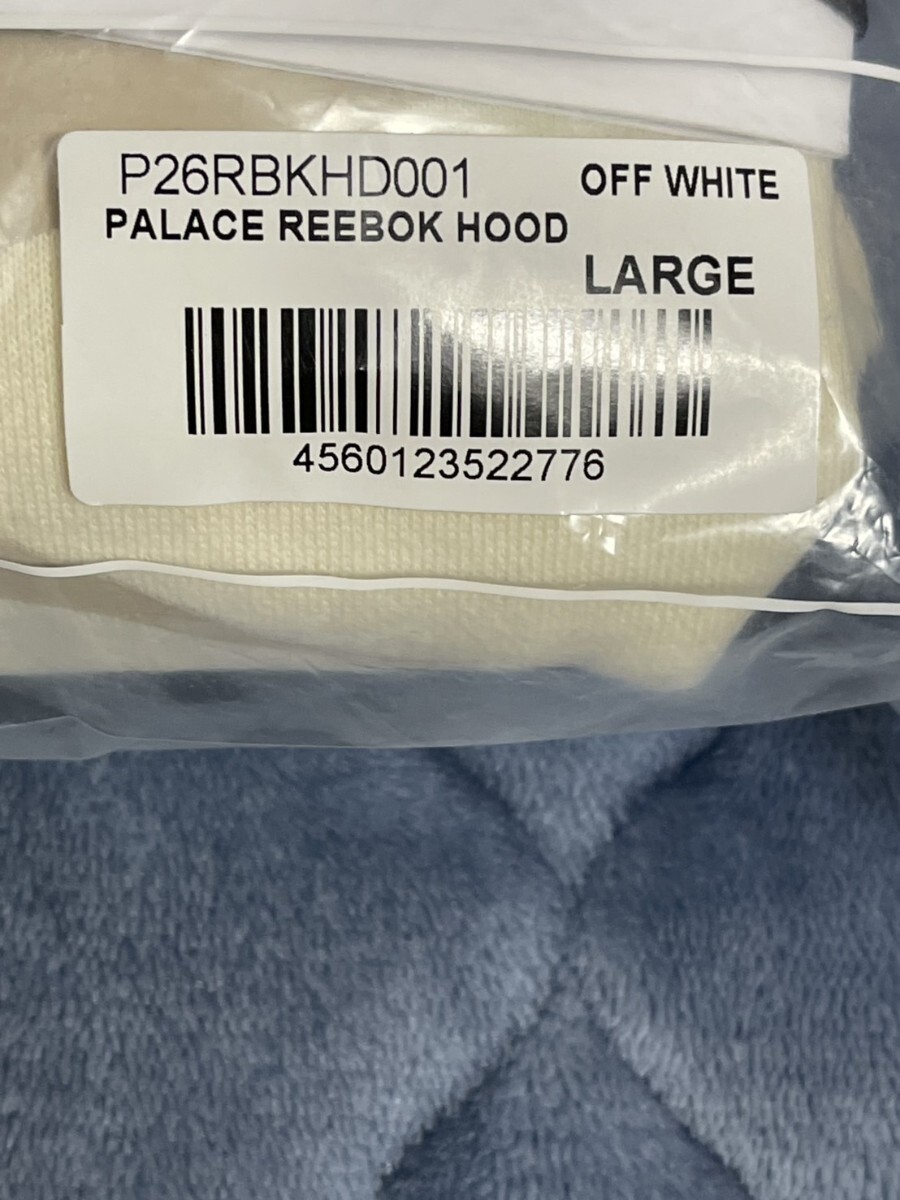 P26RBKHD001 OFF WHITE
PALACE REEBOK HOOD
LARGE
4560123522776